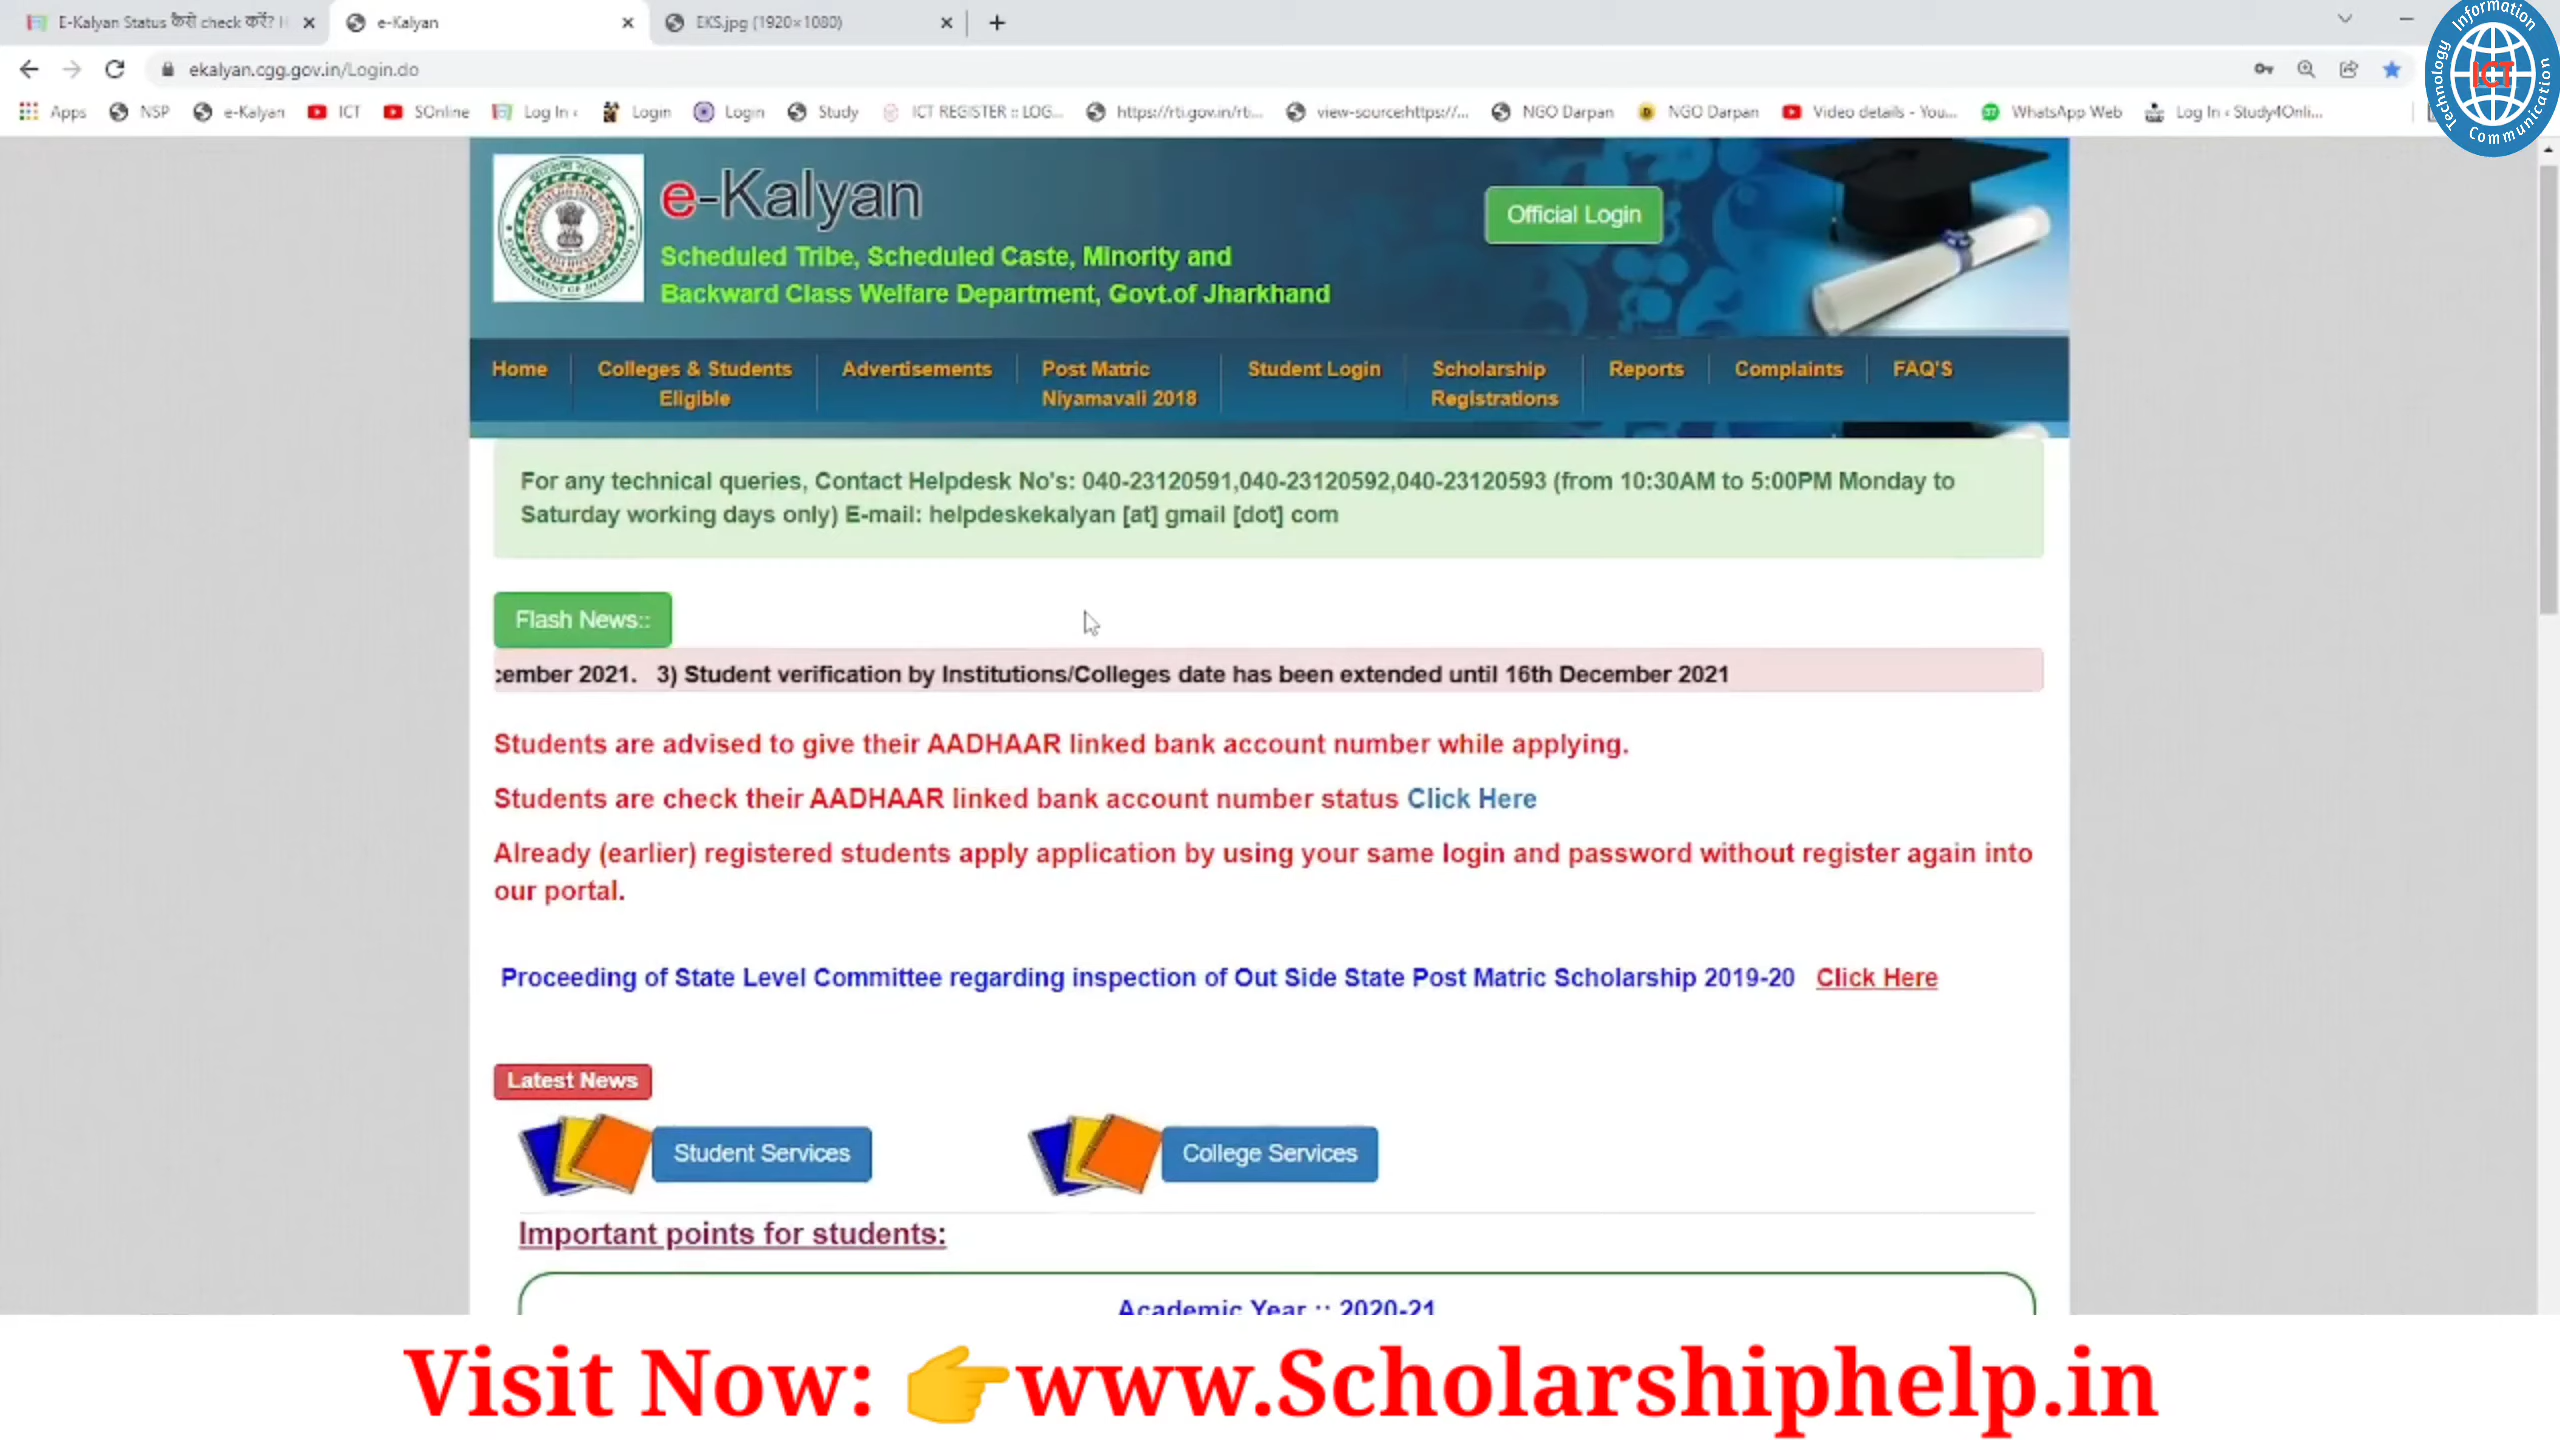 E-Kalyan Status कैसे check करें? H
e-Kalyan
EKS.jpg (1920×1080)
ekalyan.cgg.gov.in/Login.do
Apps NSP e-Kalyan ICT SOnline Log In ‹ Login Login Study ICT REGISTER :: LOG... https://rti.gov.in/rti... view-source:https://... NGO Darpan NGO Darpan Video details - You... WhatsApp Web Log In ‹ Study4Onli...
Information
Technology
ICT
Communication
e-Kalyan
Official Login
GOVERNMENT OF JHARKHAND
Scheduled Tribe, Scheduled Caste, Minority and
Backward Class Welfare Department, Govt.of Jharkhand
Home Colleges & Students Advertisements Post Matric Student Login Scholarship Reports Complaints FAQ'S
Eligible Niyamavali 2018 Registrations
For any technical queries, Contact Helpdesk No's: 040-23120591,040-23120592,040-23120593 (from 10:30AM to 5:00PM Monday to
Saturday working days only) E-mail: helpdeskekalyan [at] gmail [dot] com
Flash News::
cember 2021. 3) Student verification by Institutions/Colleges date has been extended until 16th December 2021
Students are advised to give their AADHAAR linked bank account number while applying.
Students are check their AADHAAR linked bank account number status Click Here
Already (earlier) registered students apply application by using your same login and password without register again into
our portal.
Proceeding of State Level Committee regarding inspection of Out Side State Post Matric Scholarship 2019-20 Click Here
Latest News
Student Services College Services
Important points for students:
Academic Year :: 2020-21
Visit Now: 👉www.Scholarshiphelp.in